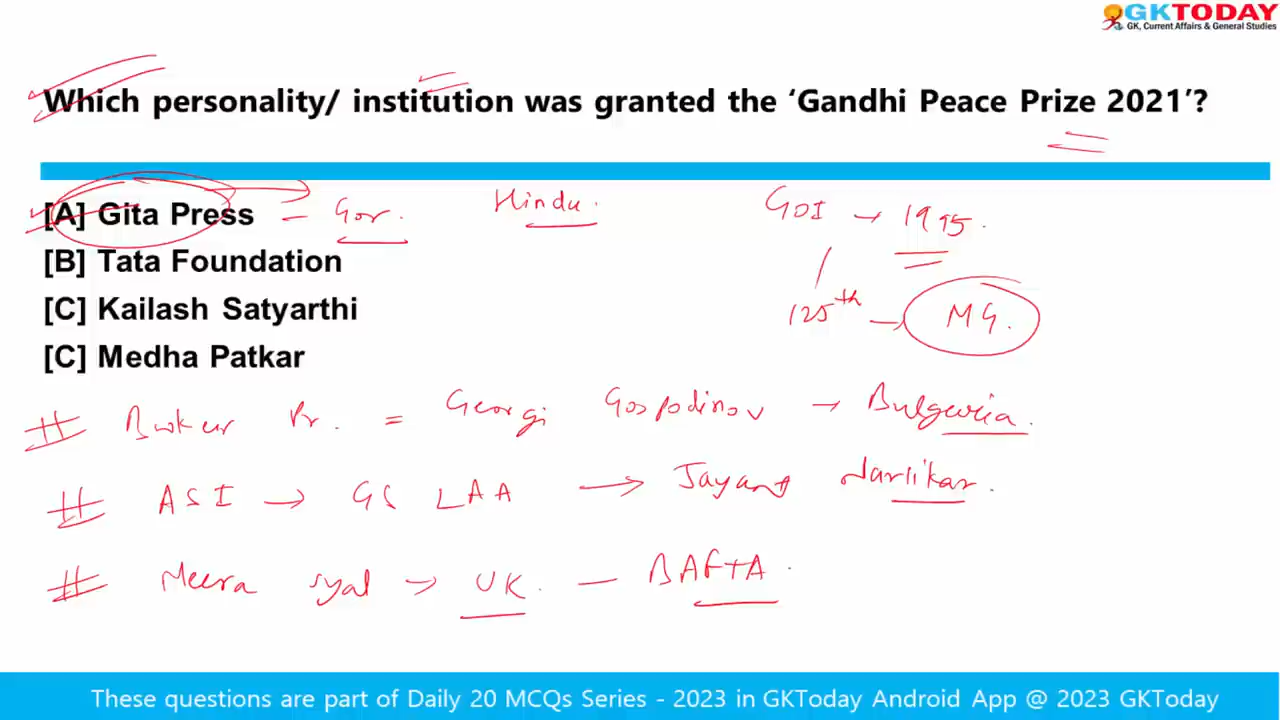 GKTODAY
GK, Current Affairs & General Studies
Which personality/ institution was granted the ‘Gandhi Peace Prize 2021’?
[A] Gita Press = Gor. Hindu. GOI → 1995.
[B] Tata Foundation
125th — M G.
[C] Kailash Satyarthi
[C] Medha Patkar
# Booker Pr. = Georgi Gospodinov → Bulgaria.
# ASI → GS LAA → Jayant Narlikar.
# Meera Syal → UK. — BAFTA.
These questions are part of Daily 20 MCQs Series - 2023 in GKToday Android App @ 2023 GKToday